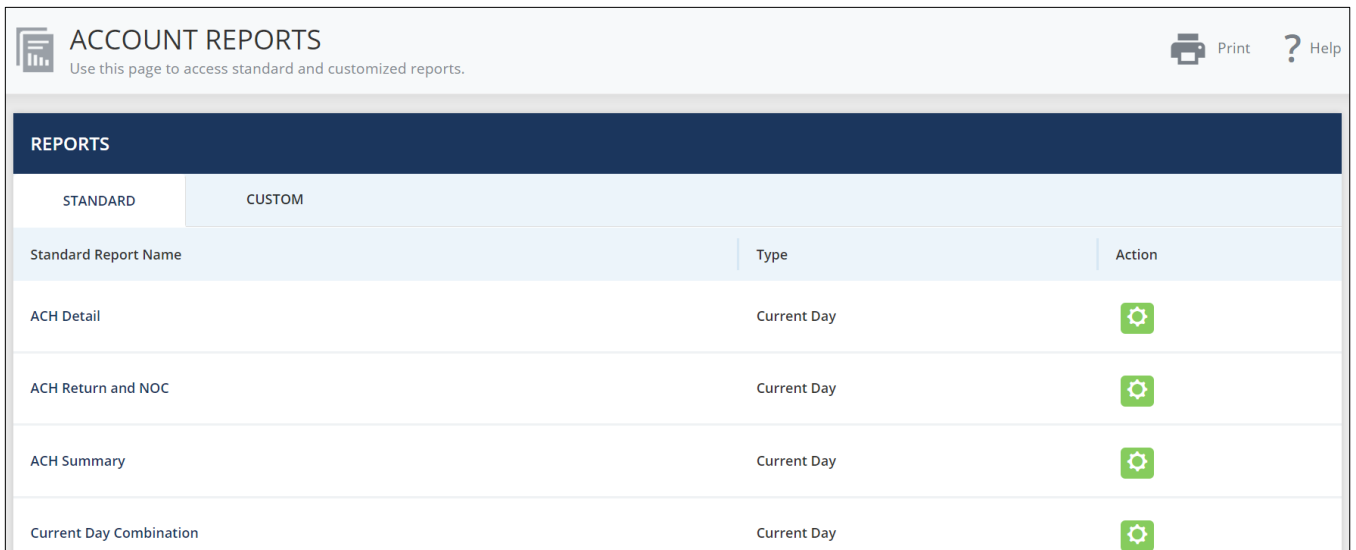 ACCOUNT REPORTS
Use this page to access standard and customized reports.
Print
? Help
REPORTS
STANDARD CUSTOM
Standard Report Name Type Action
ACH Detail Current Day
ACH Return and NOC Current Day
ACH Summary Current Day
Current Day Combination Current Day